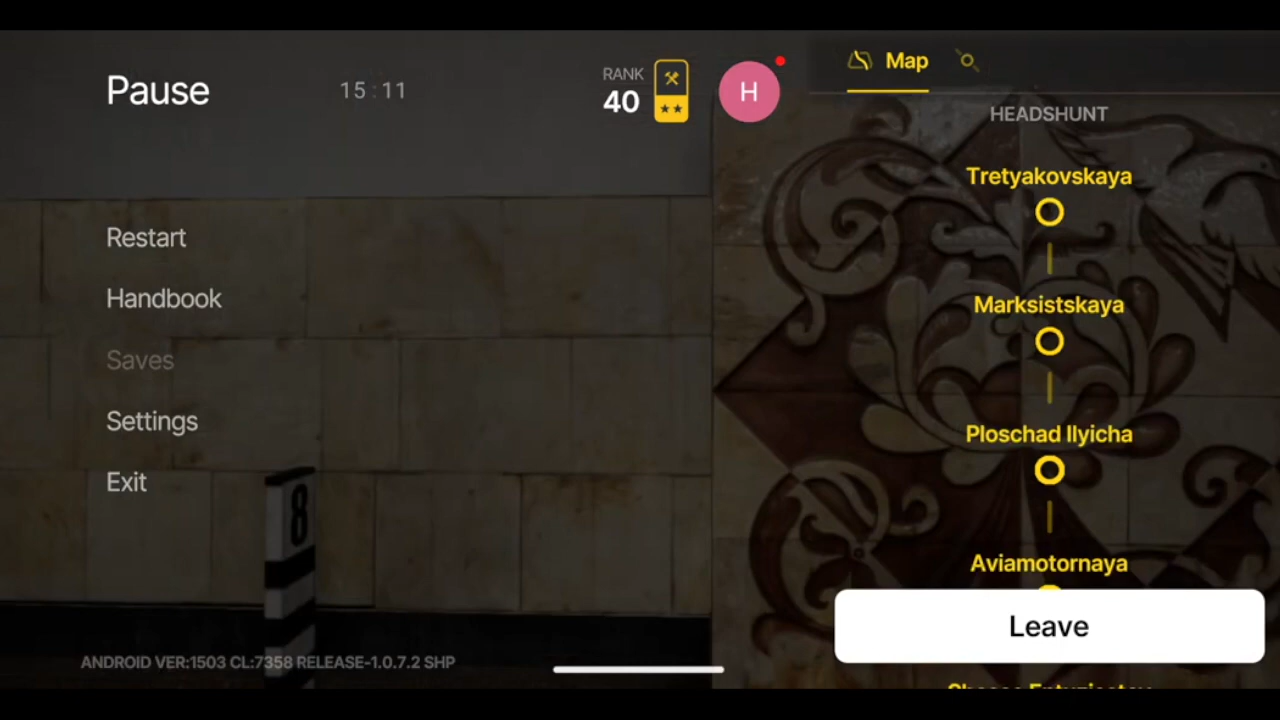 Pause
15:11
RANK
40
H
Map
HEADSHUNT
Tretyakovskaya
Marksistskaya
Ploschad Ilyicha
Aviamotornaya
Leave
Restart
Handbook
Saves
Settings
Exit
8
ANDROID VER:1503 CL:7358 RELEASE-1.0.7.2 SHP